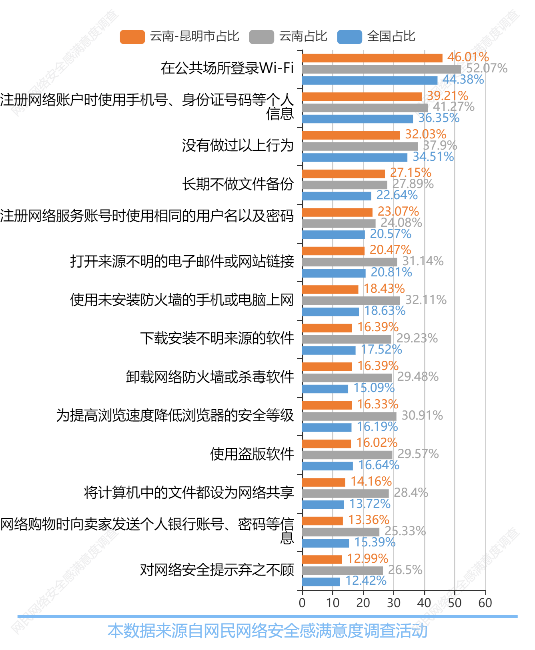 云南-昆明市占比 云南占比 全国占比
在公共场所登录Wi-Fi
46.01%
52.07%
44.38%
注册网络账户时使用手机号、身份证号码等个人
信息
39.21%
41.27%
36.35%
没有做过以上行为
32.03%
37.9%
34.51%
长期不做文件备份
27.15%
27.89%
22.64%
注册网络服务账号时使用相同的用户名以及密码
23.07%
24.08%
20.57%
打开来源不明的电子邮件或网站链接
20.47%
31.14%
20.81%
使用未安装防火墙的手机或电脑上网
18.43%
32.11%
18.63%
下载安装不明来源的软件
16.39%
29.23%
17.52%
卸载网络防火墙或杀毒软件
16.39%
29.48%
15.09%
为提高浏览速度降低浏览器的安全等级
16.33%
30.91%
16.19%
使用盗版软件
16.02%
29.57%
16.64%
将计算机中的文件都设为网络共享
14.16%
28.4%
13.72%
网络购物时向卖家发送个人银行账号、密码等信
息
13.36%
25.33%
15.39%
对网络安全提示弃之不顾
12.99%
26.5%
12.42%
0 10 20 30 40 50 60
本数据来源自网民网络安全感满意度调查活动